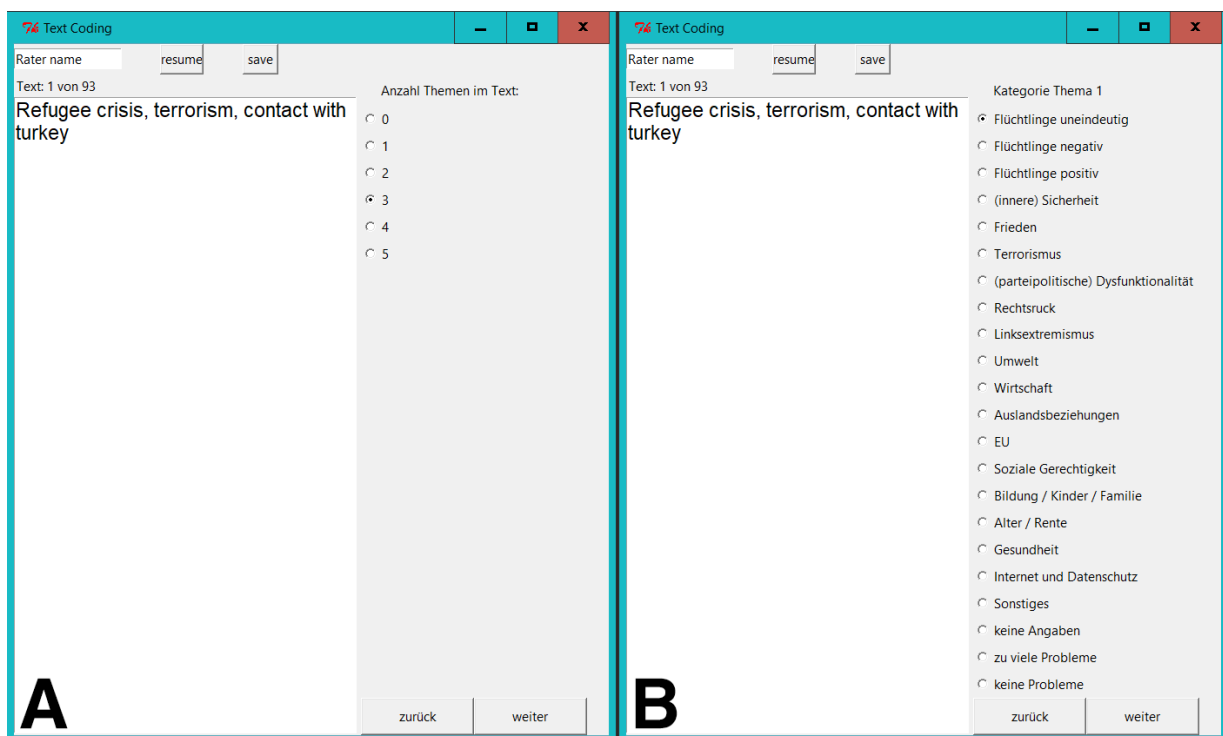 Text Coding
Rater name resume save
Text: 1 von 93
Refugee crisis, terrorism, contact with
turkey
Anzahl Themen im Text:
0
1
2
3
4
5
zurück weiter
A
Text Coding
Rater name resume save
Text: 1 von 93
Refugee crisis, terrorism, contact with
turkey
Kategorie Thema 1
Flüchtlinge uneindeutig
Flüchtlinge negativ
Flüchtlinge positiv
(innere) Sicherheit
Frieden
Terrorismus
(parteipolitische) Dysfunktionalität
Rechtsruck
Linksextremismus
Umwelt
Wirtschaft
Auslandsbeziehungen
EU
Soziale Gerechtigkeit
Bildung / Kinder / Familie
Alter / Rente
Gesundheit
Internet und Datenschutz
Sonstiges
keine Angaben
zu viele Probleme
keine Probleme
zurück weiter
B